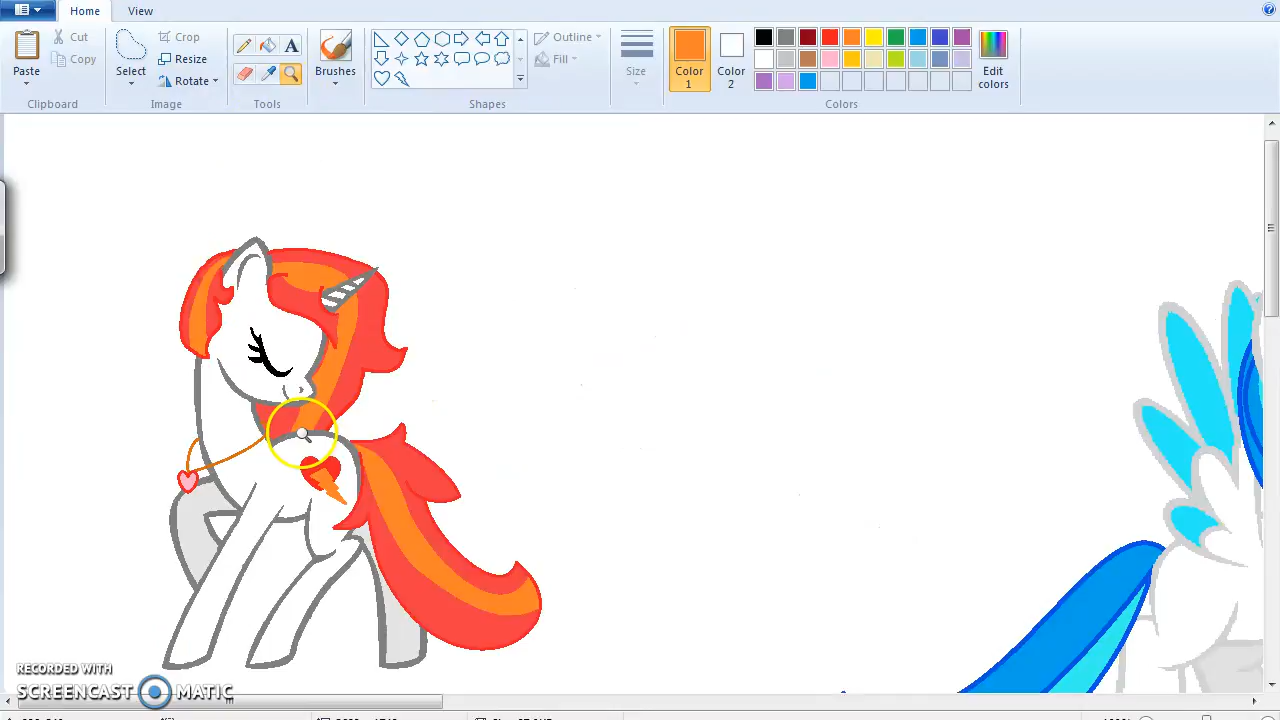 Home View
Cut
Copy
Paste
Clipboard
Select
Crop
Resize
Rotate
Image
A
Tools
Brushes
Outline
Fill
Shapes
Size
Color 1
Color 2
Edit colors
Colors
RECORDED WITH
SCREENCAST MATIC